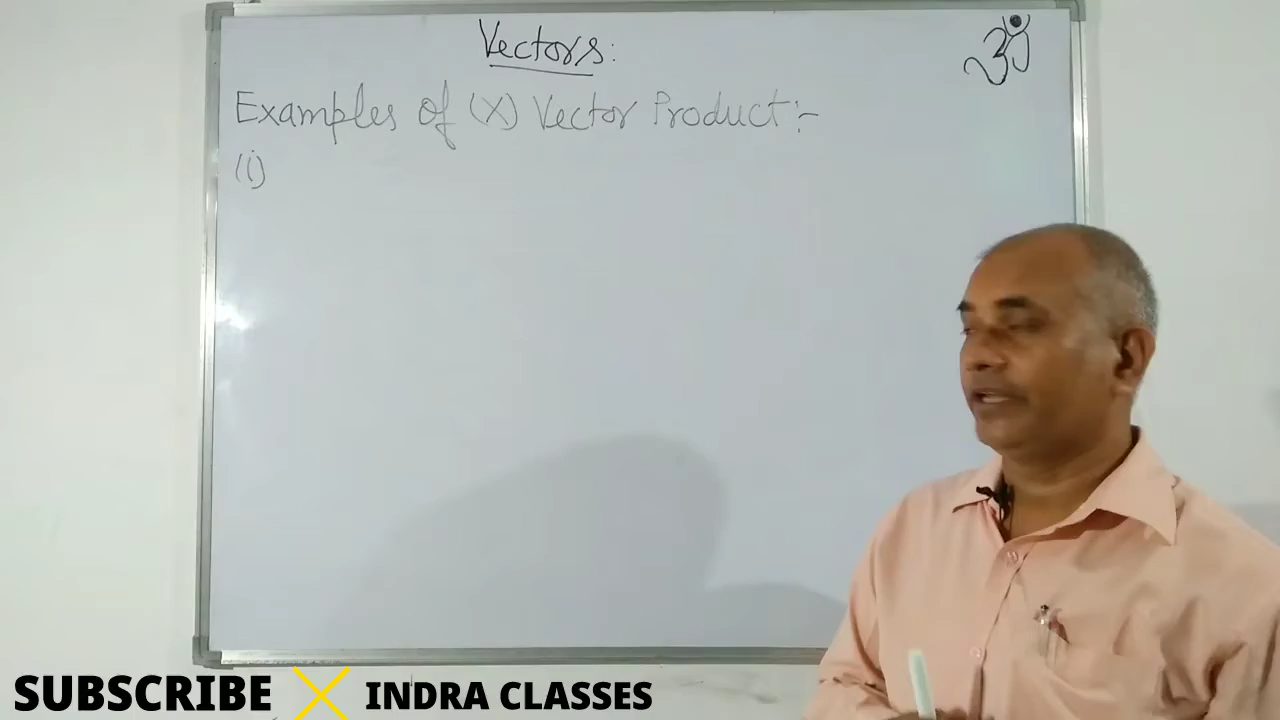 Vectors:
ॐ
Examples of (X) Vector Product:-
(i)
SUBSCRIBE INDRA CLASSES